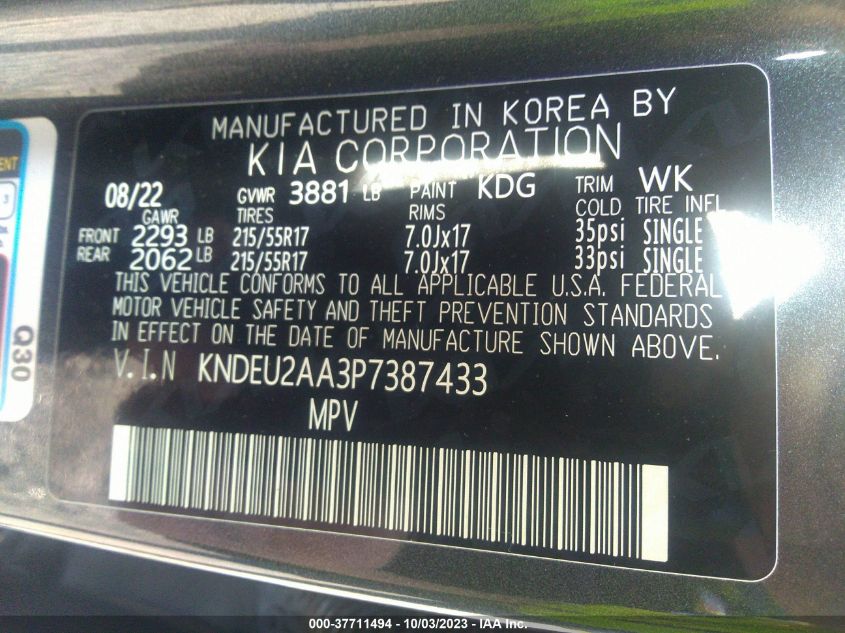 MANUFACTURED IN KOREA BY
KIA CORPORATION
08/22 GVWR 3881 LB PAINT KDG TRIM WK
GAWR TIRES RIMS COLD TIRE INFL
FRONT 2293 LB 215/55R17 7.0Jx17 35psi SINGLE
REAR 2062 LB 215/55R17 7.0Jx17 33psi SINGLE
THIS VEHICLE CONFORMS TO ALL APPLICABLE U.S.A. FEDERAL
MOTOR VEHICLE SAFETY AND THEFT PREVENTION STANDARDS
IN EFFECT ON THE DATE OF MANUFACTURE SHOWN ABOVE.
V.I.N KNDEU2AA3P7387433
MPV
Q30
000-37711494 - 10/03/2023 - IAA Inc.